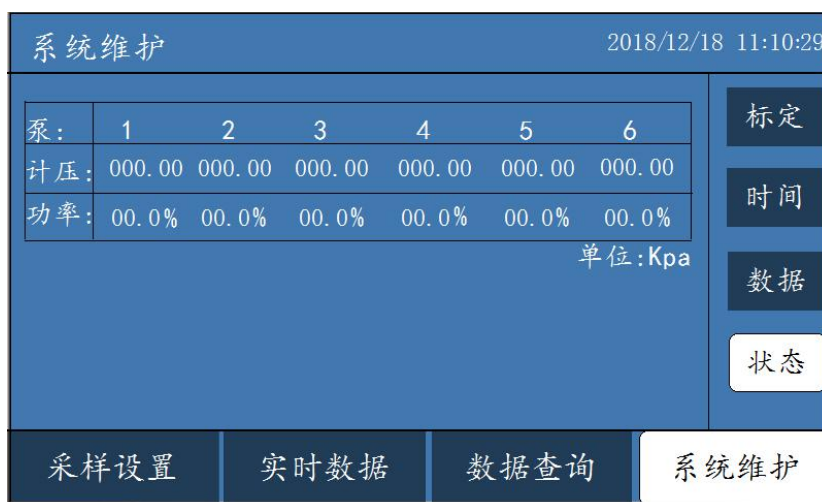 系统维护 2018/12/18 11:10:29
泵: 1 2 3 4 5 6
计压: 000.00 000.00 000.00 000.00 000.00 000.00
功率: 00.0% 00.0% 00.0% 00.0% 00.0% 00.0%
单位:Kpa
标定
时间
数据
状态
采样设置 实时数据 数据查询 系统维护